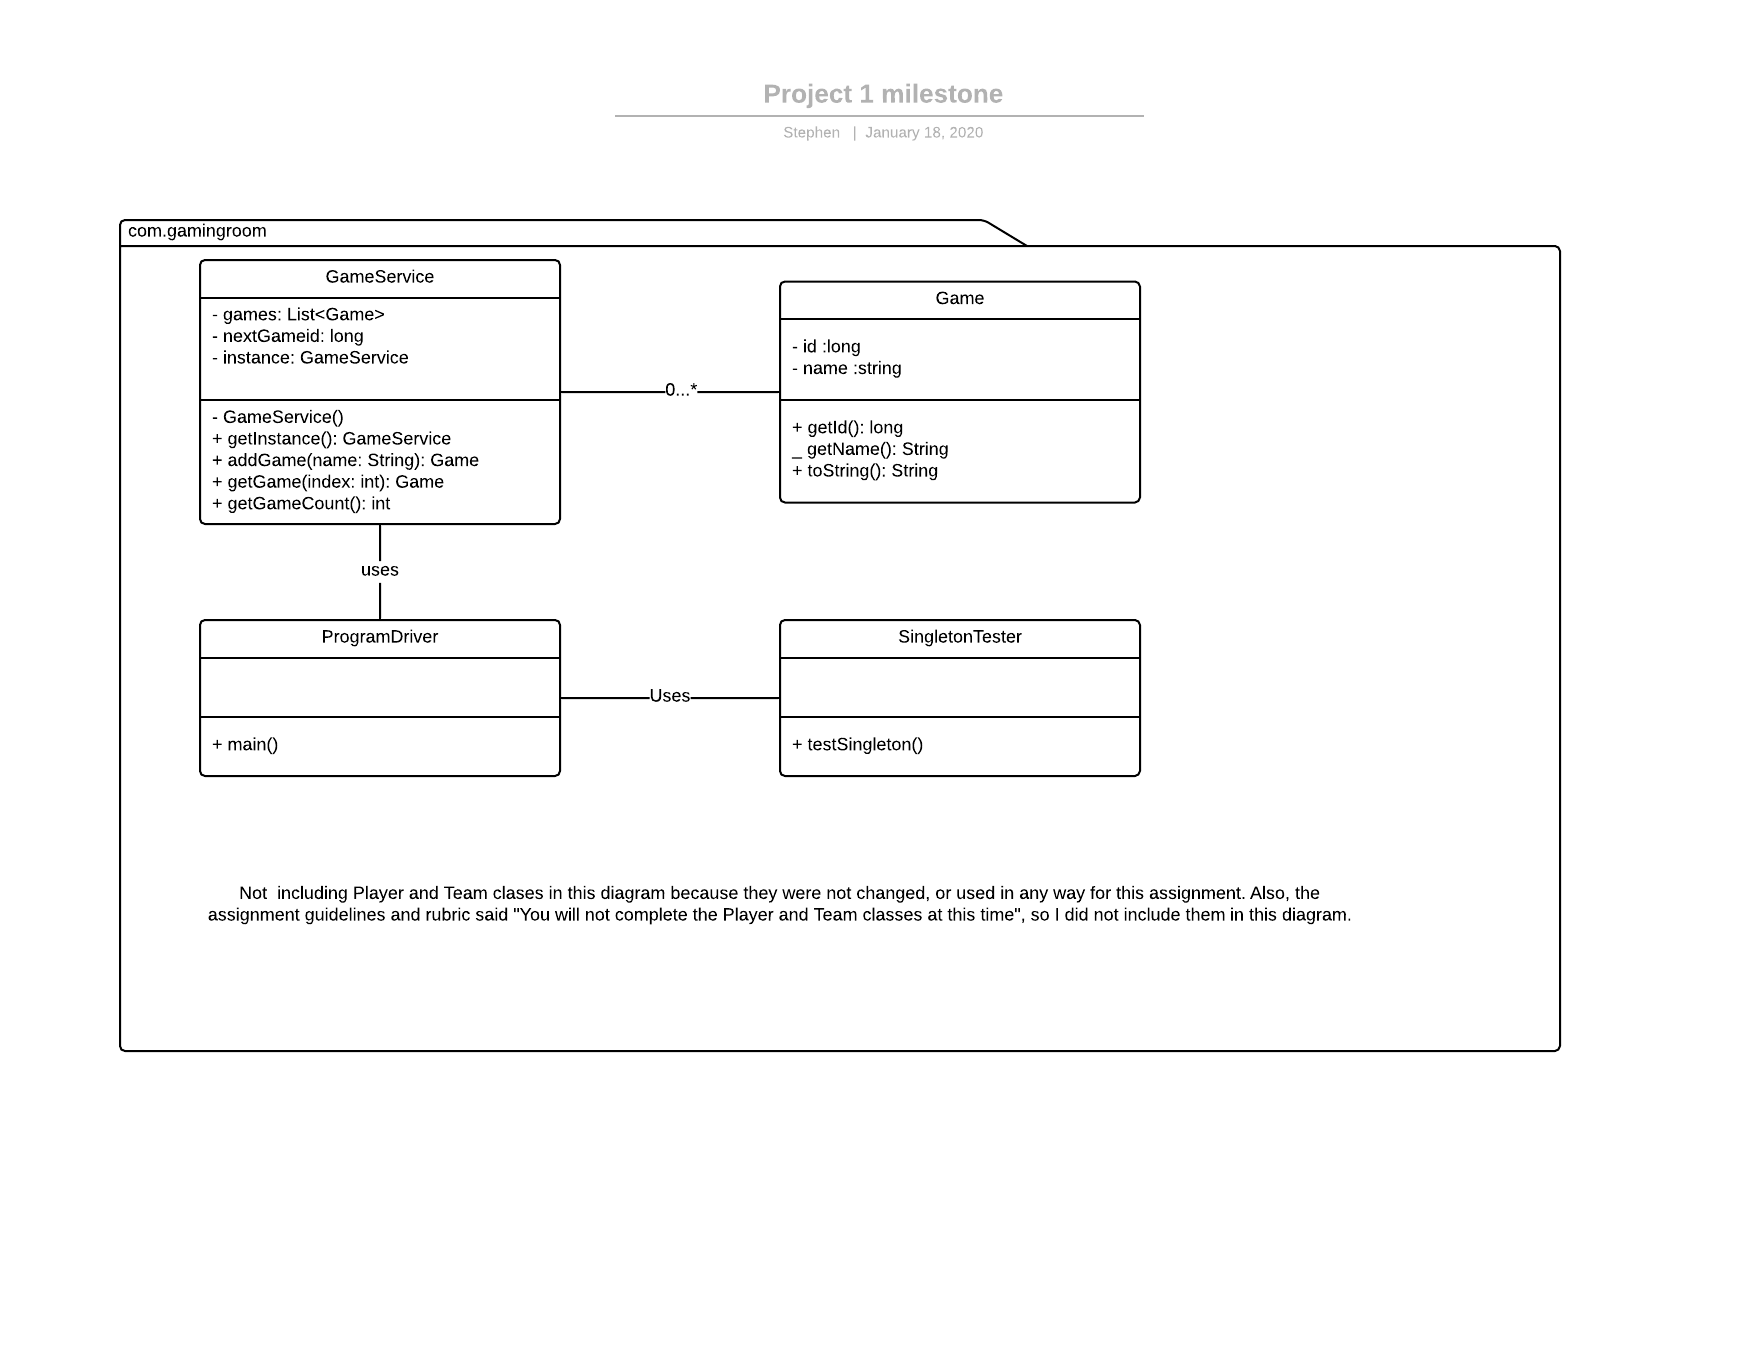 Project 1 milestone
Stephen | January 18, 2020
com.gamingroom
GameService
- games: List<Game>
- nextGameid: long
- instance: GameService
- GameService()
+ getInstance(): GameService
+ addGame(name: String): Game
+ getGame(index: int): Game
+ getGameCount(): int
0...*
Game
- id :long
- name :string
+ getId(): long
_ getName(): String
+ toString(): String
uses
ProgramDriver
+ main()
Uses
SingletonTester
+ testSingleton()
Not  including Player and Team clases in this diagram because they were not changed, or used in any way for this assignment. Also, the
assignment guidelines and rubric said "You will not complete the Player and Team classes at this time", so I did not include them in this diagram.